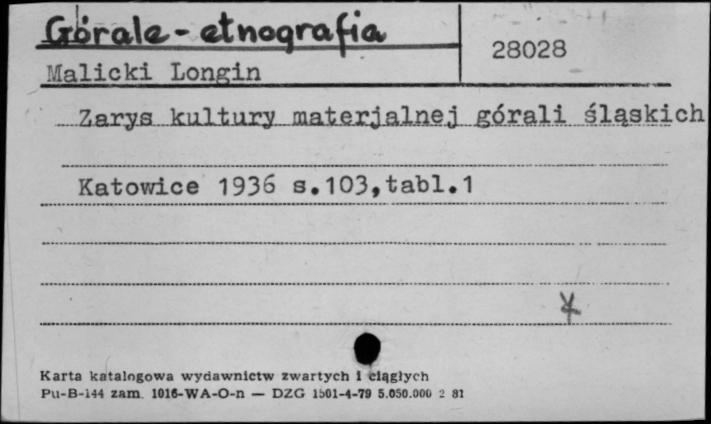 Górale - etnografia
28028
Malicki Longin
Zarys kultury materjalnej górali śląskich
Katowice 1936 s.103,tabl.1
Karta katalogowa wydawnictw zwartych i ciągłych
Pu-B-144 zam. 1016-WA-O-n — DZG 1501-4-79 5.050.000 2 81